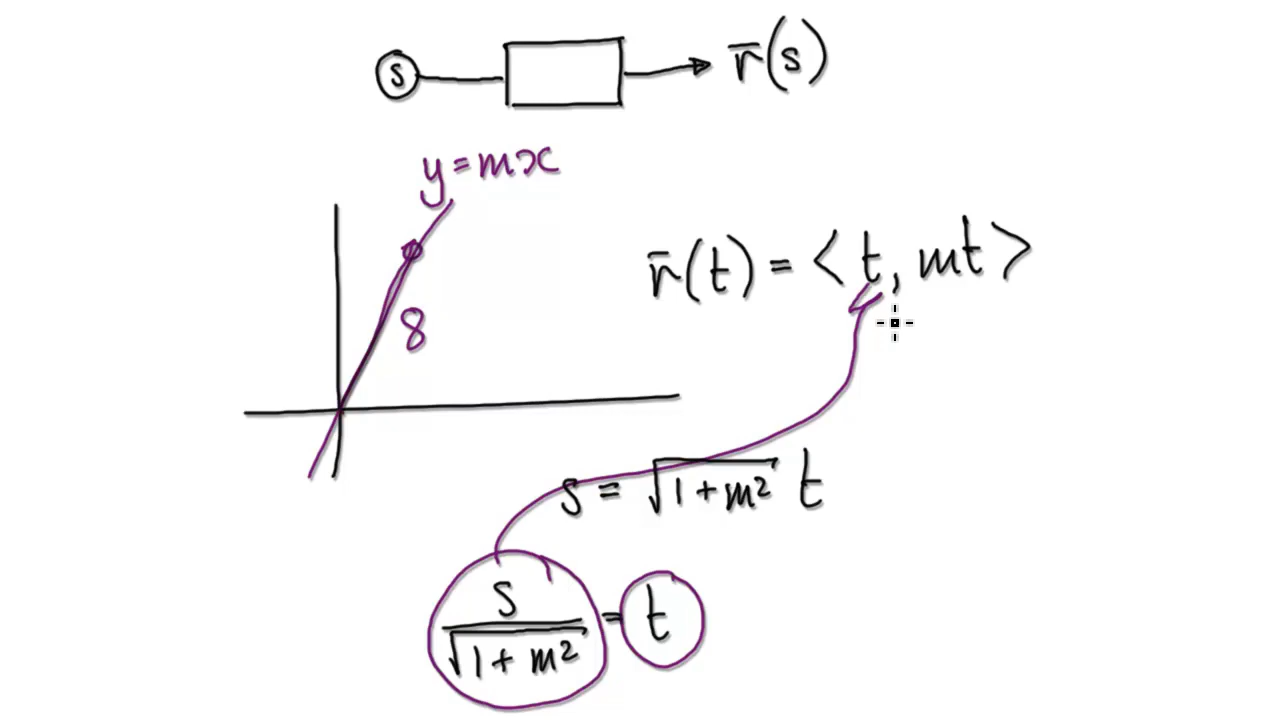 s r̄(s)
y=mx
r̄(t) = <t, mt>
8
s = √1+m² t
s/√1+m² = t